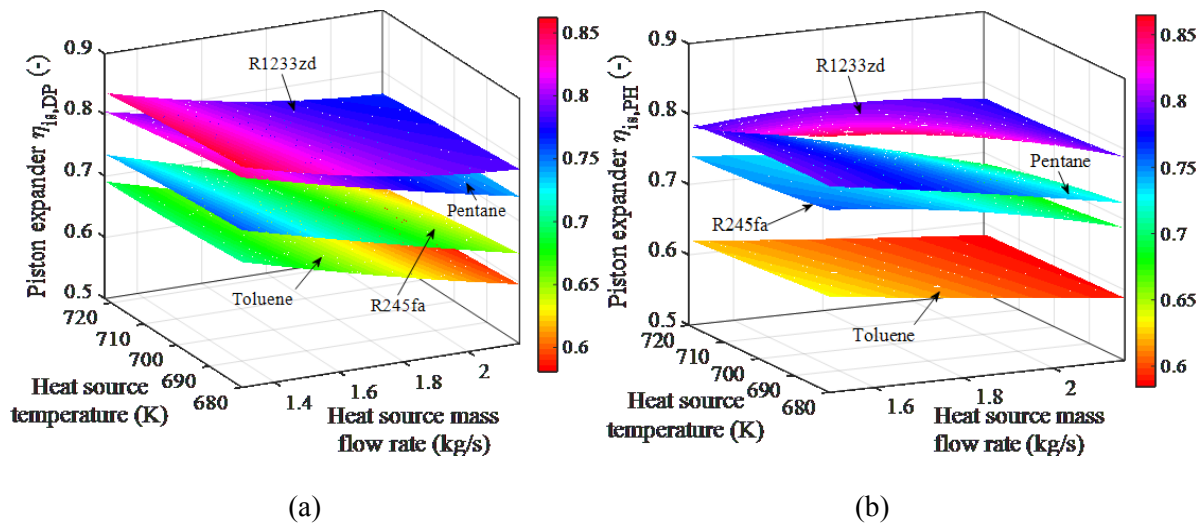 Piston expander η_is,DP (-)
0.9
0.8
0.7
0.6
0.5
R1233zd
Pentane
Toluene
R245fa
720
710
700
690
680
Heat source
temperature (K)
1.4
1.6
1.8
2
Heat source mass
flow rate (kg/s)
0.85
0.8
0.75
0.7
0.65
0.6
(a)
Piston expander η_is,PH (-)
0.9
0.8
0.7
0.6
0.5
R1233zd
Pentane
R245fa
Toluene
720
710
700
690
680
Heat source
temperature (K)
1.6
1.8
2
Heat source mass
flow rate (kg/s)
0.85
0.8
0.75
0.7
0.65
0.6
(b)